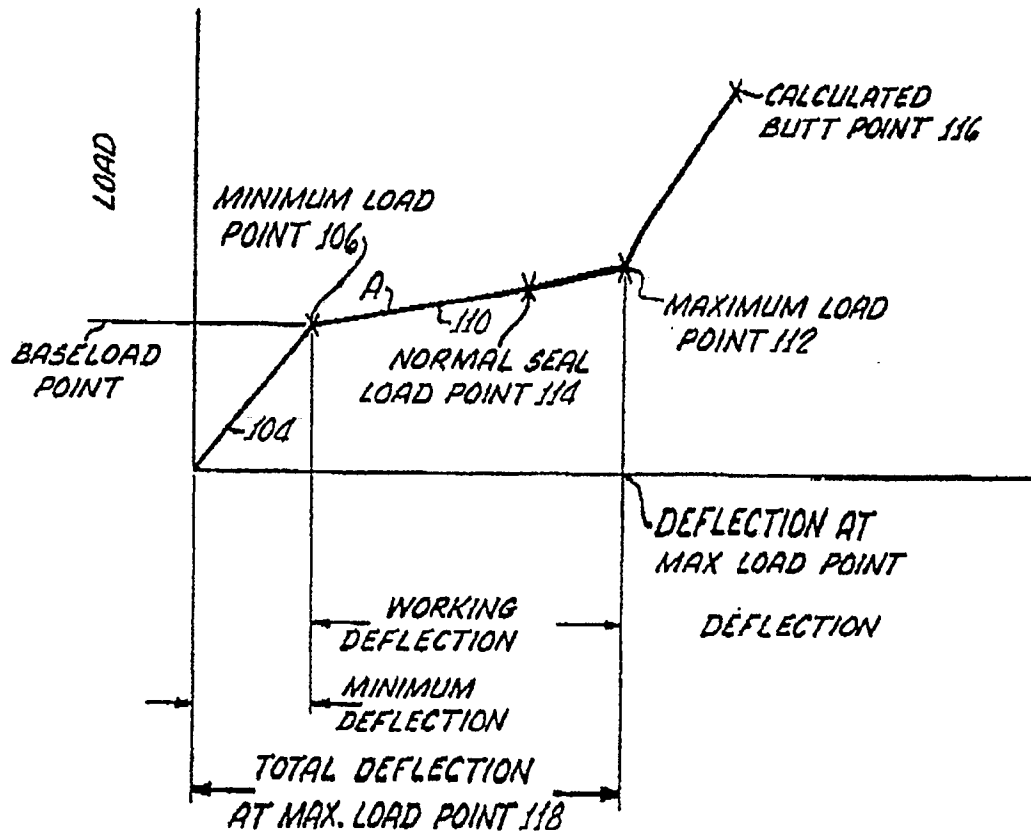 CALCULATED
BUTT POINT 116
LOAD
MINIMUM LOAD
POINT 106
A
110
MAXIMUM LOAD
POINT 112
BASELOAD
POINT
NORMAL SEAL
LOAD POINT 114
104
DEFLECTION AT
MAX LOAD POINT
WORKING
DEFLECTION
DEFLECTION
MINIMUM
DEFLECTION
TOTAL DEFLECTION
AT MAX. LOAD POINT 118